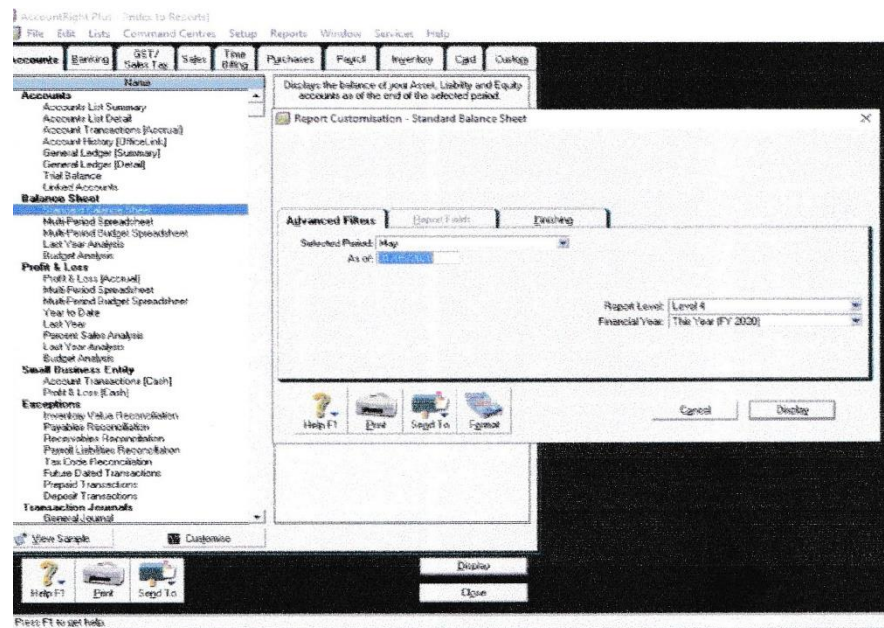 AccountRight Plus - [Index to Reports]
File Edit Lists Command Centres Setup Reports Window Services Help
Accounts Banking GST/ Sales Tax Sales Time Billing Purchases Payroll Inventory Card Custom
Name
Accounts
Accounts List Summary
Accounts List Detail
Account Transactions [Accrual]
Account History [OfficeLink]
General Ledger [Summary]
General Ledger [Detail]
Trial Balance
Linked Accounts
Balance Sheet
Standard Balance Sheet
Multi-Period Spreadsheet
Multi-Period Budget Spreadsheet
Last Year Analysis
Budget Analysis
Profit & Loss
Profit & Loss [Accrual]
Multi-Period Spreadsheet
Multi-Period Budget Spreadsheet
Year to Date
Last Year
Percent Sales Analysis
Last Year Analysis
Budget Analysis
Small Business Entity
Account Transactions [Cash]
Profit & Loss [Cash]
Exceptions
Inventory Value Reconciliation
Payables Reconciliation
Receivables Reconciliation
Payroll Liabilities Reconciliation
Tax Code Reconciliation
Future Dated Transactions
Prepaid Transactions
Deposit Transactions
Transaction Journals
General Journal
View Sample Customise
Displays the balance of your Asset, Liability and Equity
accounts as of the end of the selected period.
Report Customisation - Standard Balance Sheet
Advanced Filters Report Fields Finishing
Selected Period: May
As of:
Report Level: Level 4
Financial Year: This Year (FY 2020)
Help F1 Print Send To Format
Cancel Display
Help F1 Print Send To
Display
Close
Press F1 to get help.